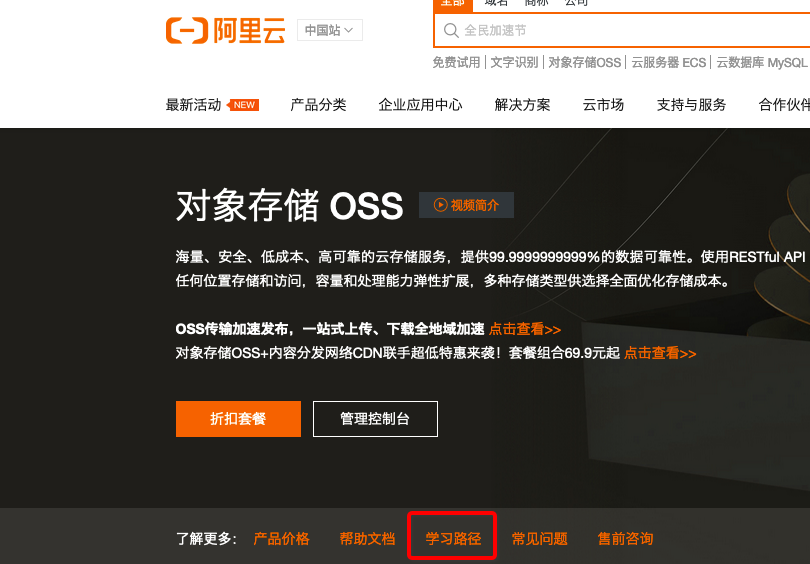 全部 域名 商标 公司
阿里云 中国站
全民加速节
免费试用 | 文字识别 | 对象存储OSS | 云服务器 ECS | 云数据库 MySQL
最新活动 NEW 产品分类 企业应用中心 解决方案 云市场 支持与服务 合作伙伴
对象存储 OSS 视频简介
海量、安全、低成本、高可靠的云存储服务，提供99.9999999999%的数据可靠性。使用RESTful API
任何位置存储和访问，容量和处理能力弹性扩展，多种存储类型供选择全面优化存储成本。
OSS传输加速发布，一站式上传、下载全地域加速 点击查看>>
对象存储OSS+内容分发网络CDN联手超低特惠来袭！套餐组合69.9元起 点击查看>>
折扣套餐 管理控制台
了解更多： 产品价格 帮助文档 学习路径 常见问题 售前咨询